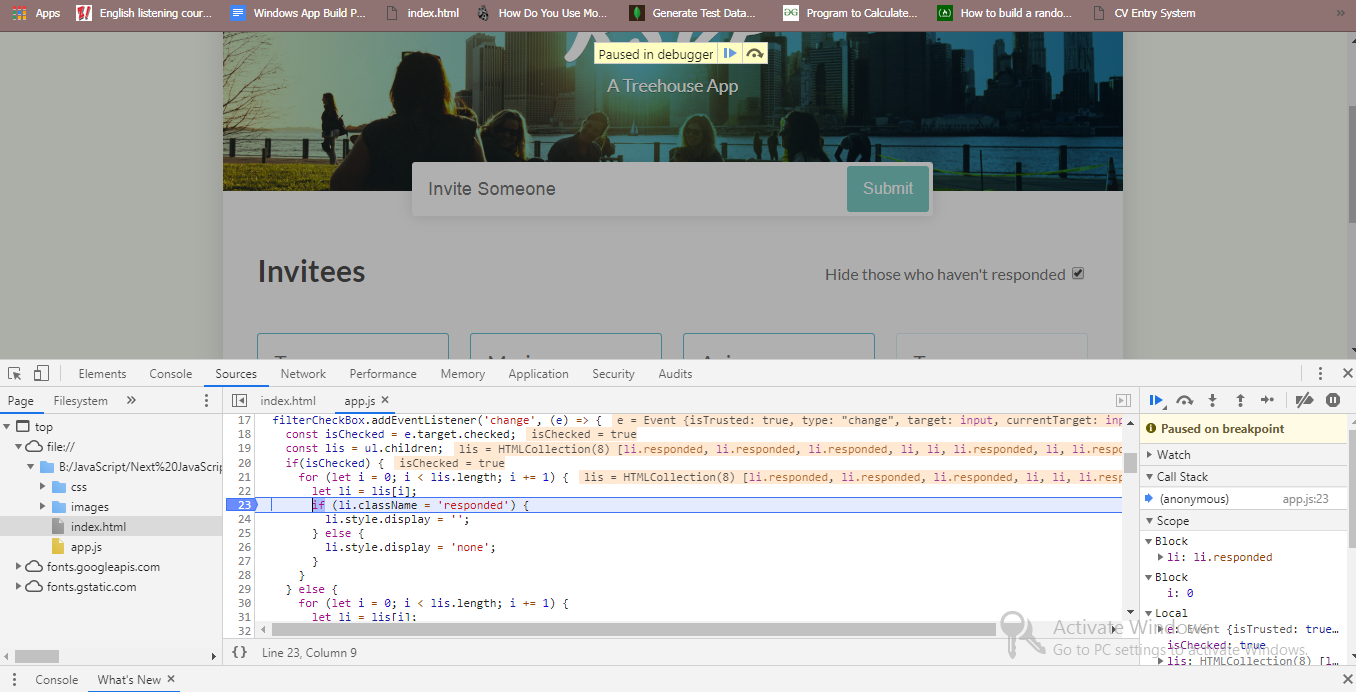 Apps English listening cour... Windows App Build P... index.html How Do You Use Mo... Generate Test Data... Program to Calculate... How to build a rando... CV Entry System »
Paused in debugger
A Treehouse App
Invite Someone Submit
Invitees
Hide those who haven't responded
Elements Console Sources Network Performance Memory Application Security Audits
Page Filesystem »
index.html app.js ×
top
file://
B:/JavaScript/Next%20JavaScrip
css
images
index.html
app.js
fonts.googleapis.com
fonts.gstatic.com
17 filterCheckBox.addEventListener('change', (e) => { e = Event {isTrusted: true, type: "change", target: input, currentTarget: inp
18 const isChecked = e.target.checked; isChecked = true
19 const lis = ul.children; lis = HTMLCollection(8) [li.responded, li.responded, li.responded, li, li, li.responded, li, li.respo
20 if(isChecked) { isChecked = true
21 for (let i = 0; i < lis.length; i += 1) { lis = HTMLCollection(8) [li.responded, li.responded, li.responded, li, li, li.resp
22 let li = lis[i];
23 if (li.className = 'responded') {
24 li.style.display = '';
25 } else {
26 li.style.display = 'none';
27 }
28 }
29 } else {
30 for (let i = 0; i < lis.length; i += 1) {
31 let li = lis[i];
32
{} Line 23, Column 9
Paused on breakpoint
Watch
Call Stack
(anonymous) app.js:23
Scope
Block
li: li.responded
Block
i: 0
Local
e: Event {isTrusted: true…
isChecked: true
lis: HTMLCollection(8) [l…
Activate Windows
Go to PC settings to activate Windows.
Console What's New ×